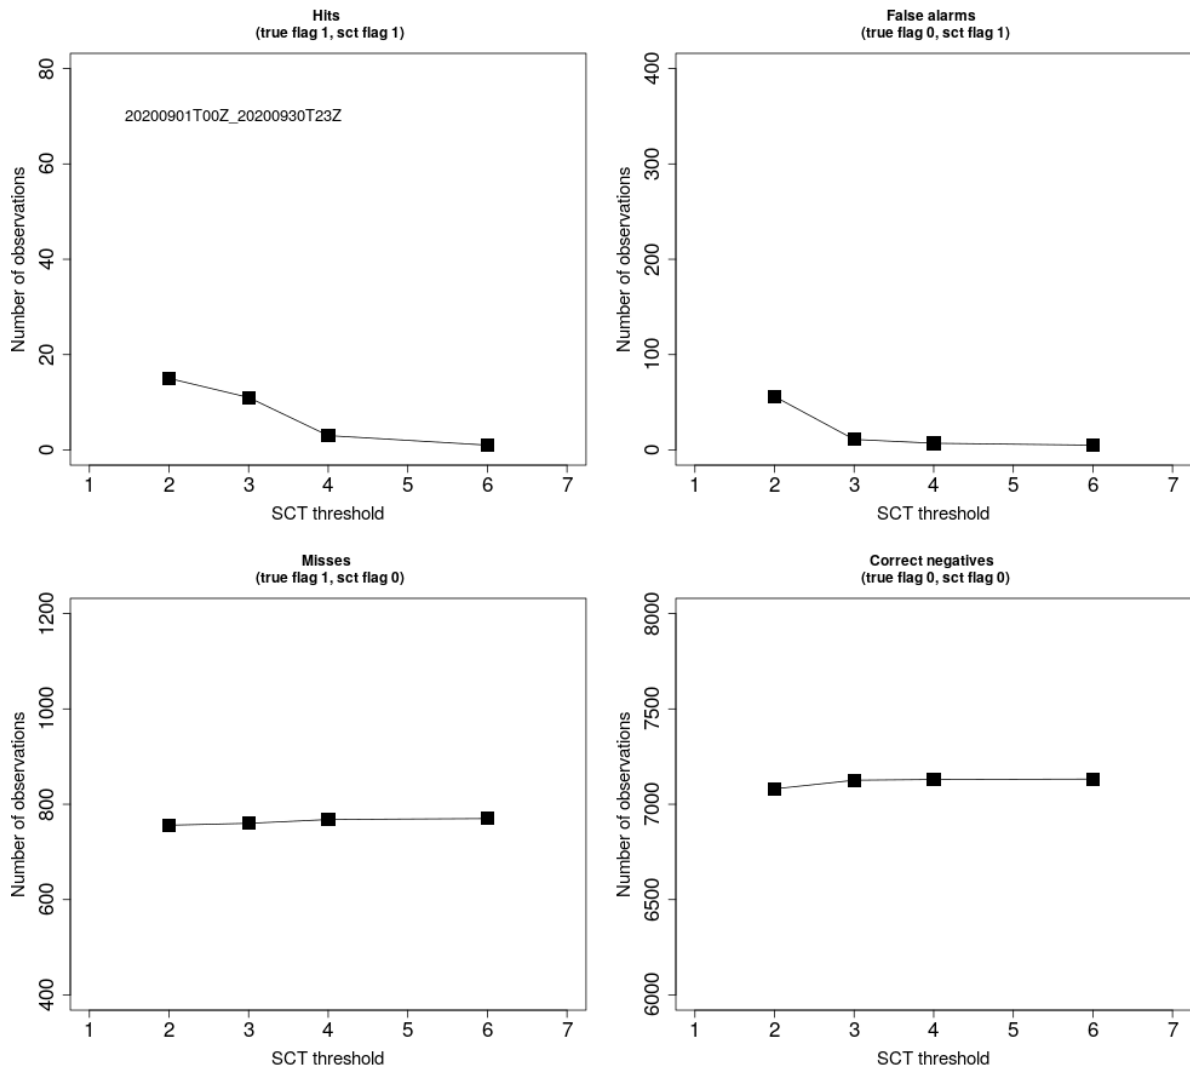 Hits
(true flag 1, sct flag 1)
80
60
40
20
0
Number of observations
20200901T00Z_20200930T23Z
1 2 3 4 5 6 7
SCT threshold
False alarms
(true flag 0, sct flag 1)
400
300
200
100
0
Number of observations
1 2 3 4 5 6 7
SCT threshold
Misses
(true flag 1, sct flag 0)
1200
1000
800
600
400
Number of observations
1 2 3 4 5 6 7
SCT threshold
Correct negatives
(true flag 0, sct flag 0)
8000
7500
7000
6500
6000
Number of observations
1 2 3 4 5 6 7
SCT threshold